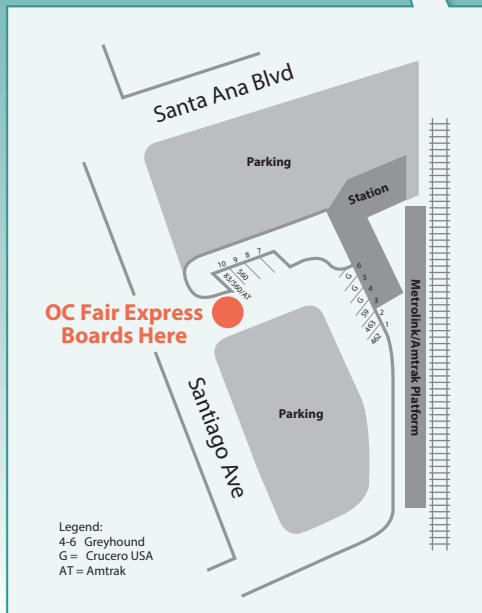 Santa Ana Blvd
Parking
Station
10
9
8
7
560
83/560/AT
6
G
5
G
4
G
3
59
2
463
1
462
OC Fair Express
Boards Here
Metrolink/Amtrak Platform
Santiago Ave
Parking
Legend:
4-6 Greyhound
G = Crucero USA
AT = Amtrak